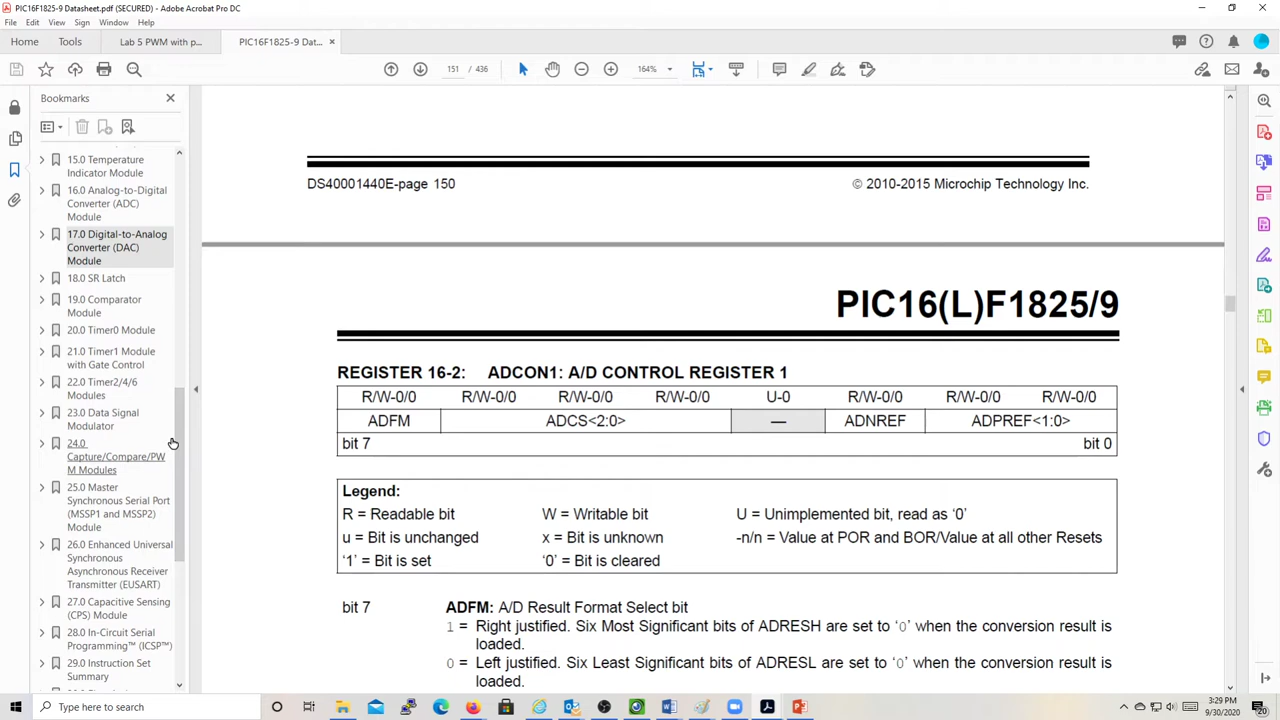 PIC16F1825-9 Datasheet.pdf (SECURED) - Adobe Acrobat Pro DC
File Edit View Sign Window Help
Home Tools Lab 5 PWM with p... PIC16F1825-9 Dat... ×
151 / 436 164%
Bookmarks
15.0 Temperature
Indicator Module
16.0 Analog-to-Digital
Converter (ADC)
Module
17.0 Digital-to-Analog
Converter (DAC)
Module
18.0 SR Latch
19.0 Comparator
Module
20.0 Timer0 Module
21.0 Timer1 Module
with Gate Control
22.0 Timer2/4/6
Modules
23.0 Data Signal
Modulator
24.0
Capture/Compare/PW
M Modules
25.0 Master
Synchronous Serial Port
(MSSP1 and MSSP2)
Module
26.0 Enhanced Universal
Synchronous
Asynchronous Receiver
Transmitter (EUSART)
27.0 Capacitive Sensing
(CPS) Module
28.0 In-Circuit Serial
Programming™ (ICSP™)
29.0 Instruction Set
Summary
DS40001440E-page 150 © 2010-2015 Microchip Technology Inc.
PIC16(L)F1825/9
REGISTER 16-2: ADCON1: A/D CONTROL REGISTER 1
R/W-0/0 R/W-0/0 R/W-0/0 R/W-0/0 U-0 R/W-0/0 R/W-0/0 R/W-0/0
ADFM ADCS<2:0> — ADNREF ADPREF<1:0>
bit 7 bit 0
Legend:
R = Readable bit W = Writable bit U = Unimplemented bit, read as ‘0’
u = Bit is unchanged x = Bit is unknown -n/n = Value at POR and BOR/Value at all other Resets
‘1’ = Bit is set ‘0’ = Bit is cleared
bit 7 ADFM: A/D Result Format Select bit
1 = Right justified. Six Most Significant bits of ADRESH are set to ‘0’ when the conversion result is
loaded.
0 = Left justified. Six Least Significant bits of ADRESL are set to ‘0’ when the conversion result is
loaded.
Type here to search
3:29 PM
9/30/2020
20